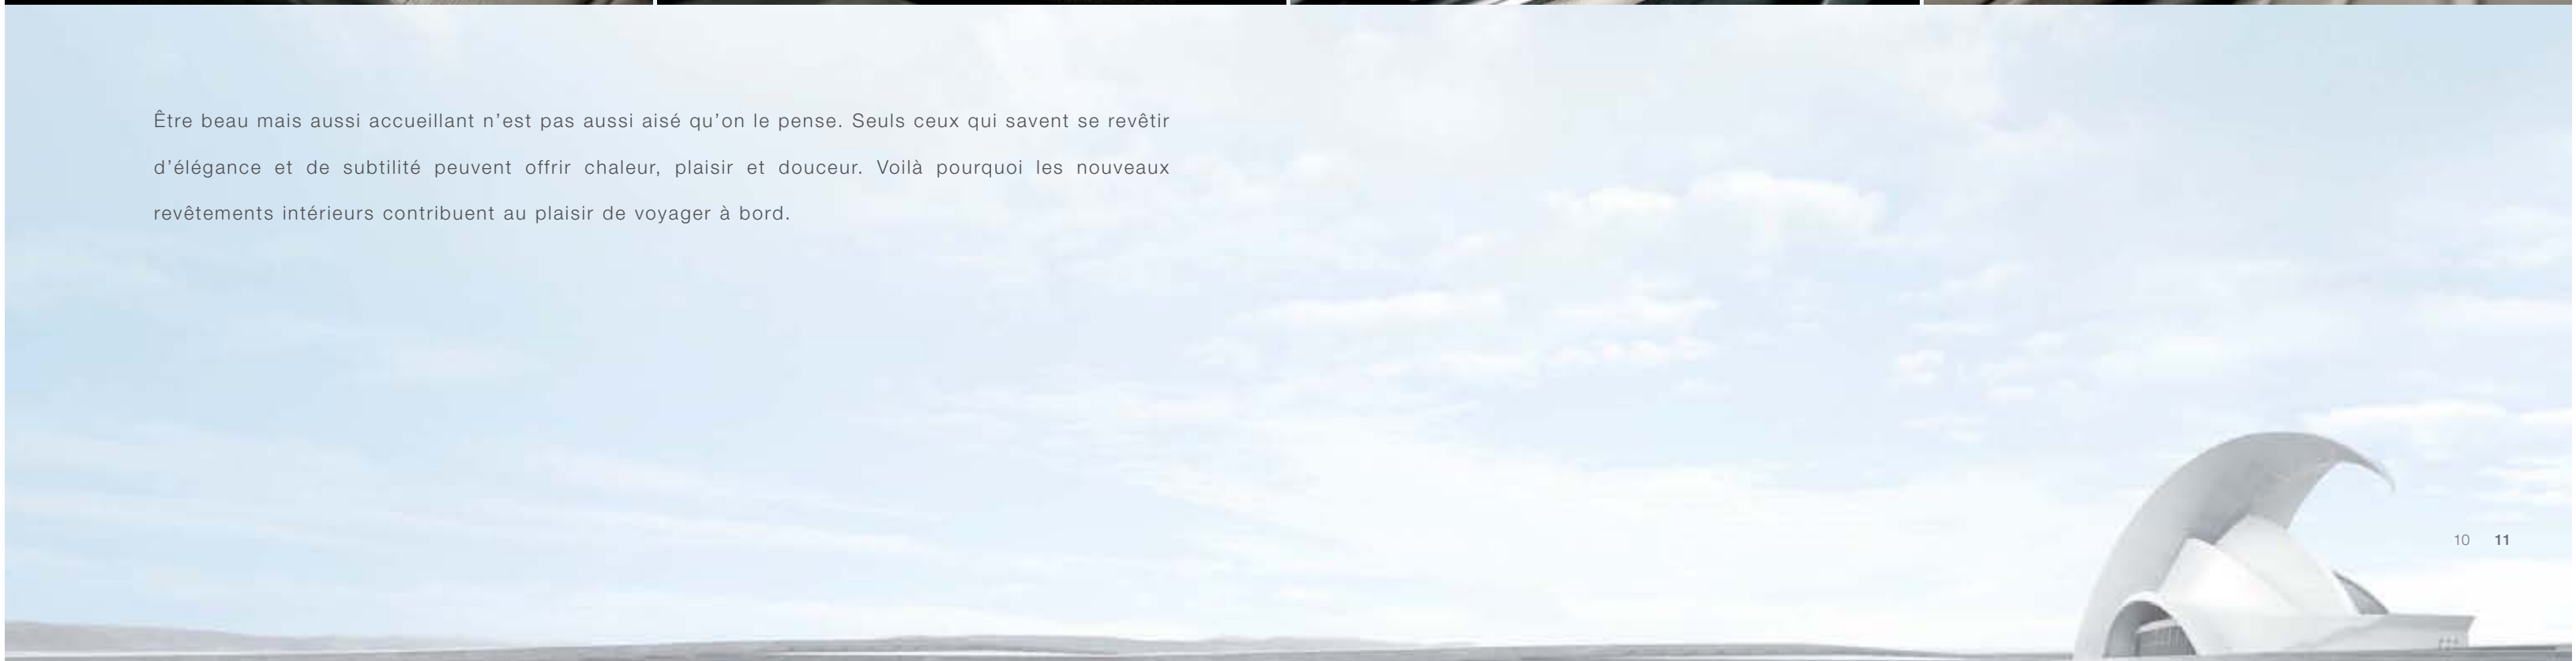 Être beau mais aussi accueillant n’est pas aussi aisé qu’on le pense. Seuls ceux qui savent se revêtir
d’élégance et de subtilité peuvent offrir chaleur, plaisir et douceur. Voilà pourquoi les nouveaux
revêtements intérieurs contribuent au plaisir de voyager à bord.
10 11